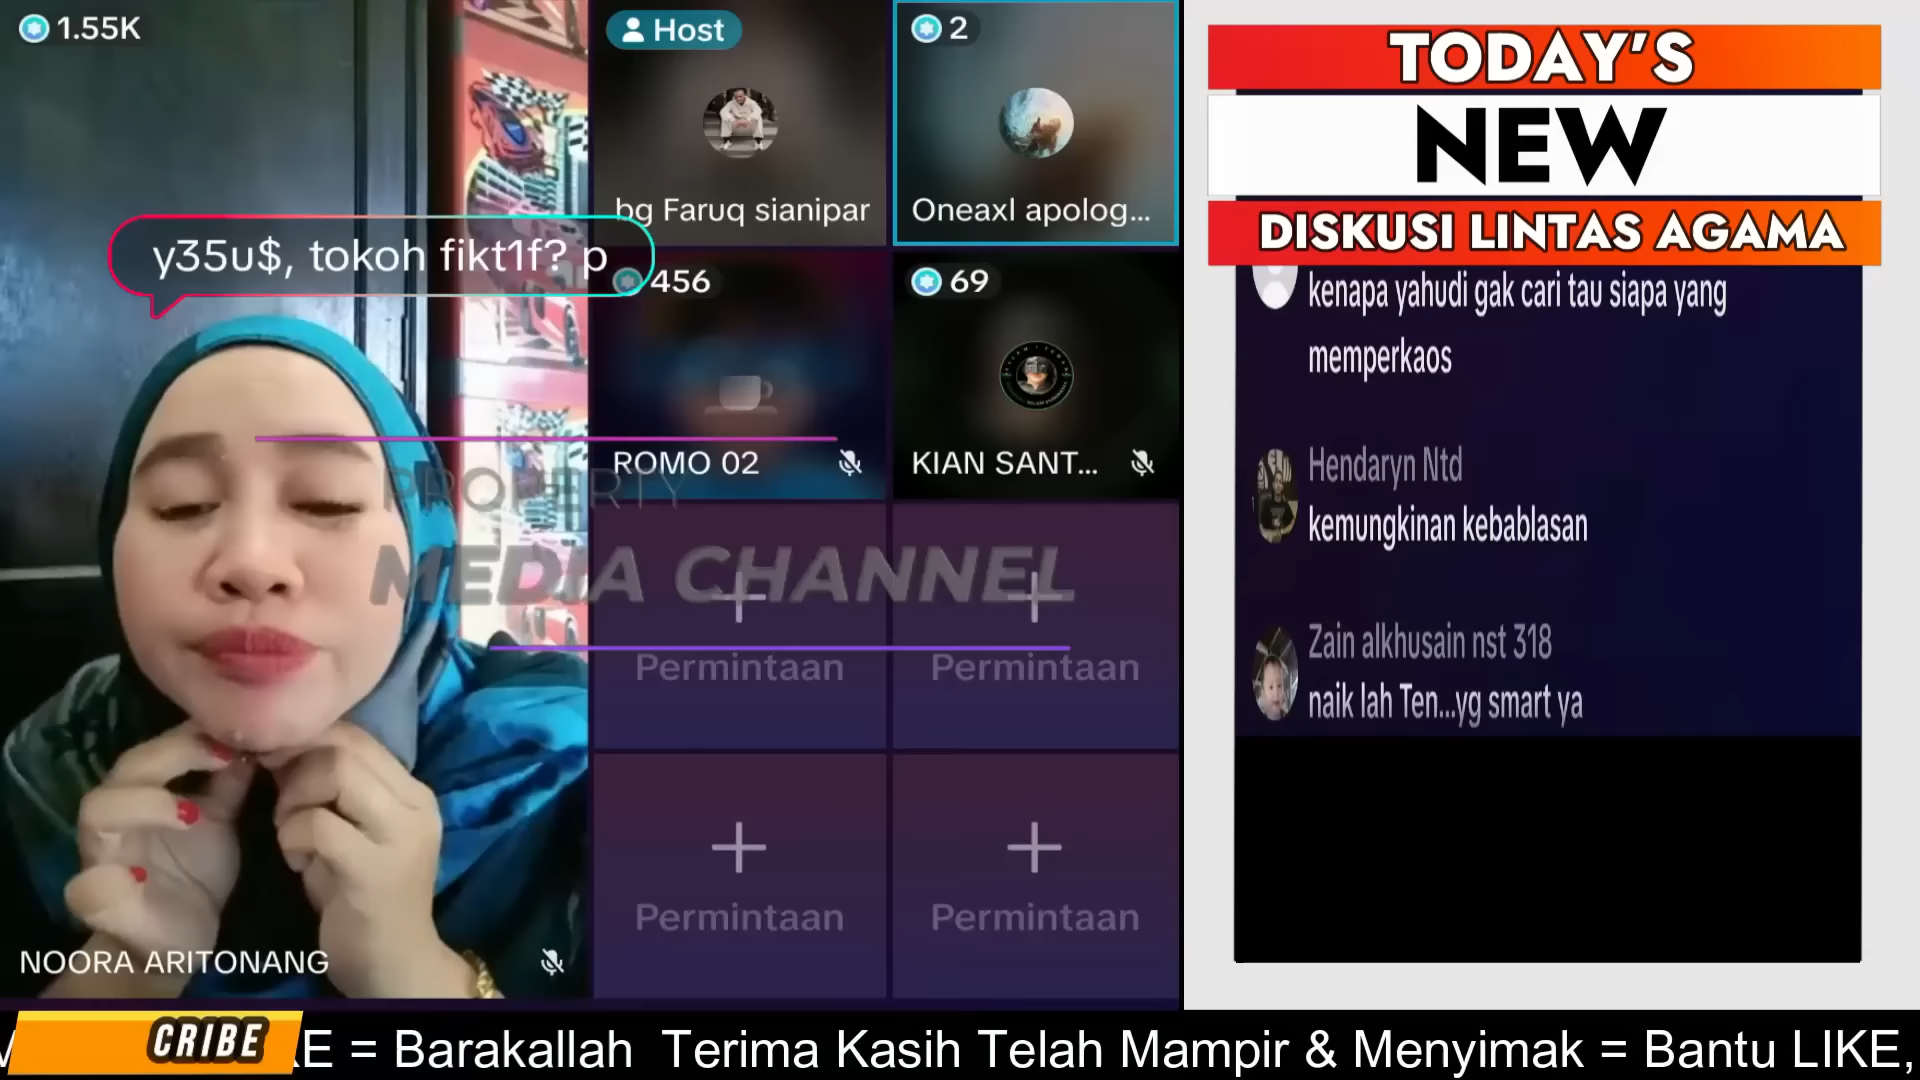 1.55K
Host
2
bg Faruq sianipar
Oneaxl apolog...
y35u$, tokoh fikt1f? p
456
69
ROMO 02
KIAN SANT...
PROPERTY
MEDIA CHANNEL
Permintaan
Permintaan
Permintaan
Permintaan
NOORA ARITONANG
TODAY'S
NEW
DISKUSI LINTAS AGAMA
kenapa yahudi gak cari tau siapa yang
memperkaos
Hendaryn Ntd
kemungkinan kebablasan
Zain alkhusain nst 318
naik lah Ten...yg smart ya
CRIBE
KE = Barakallah Terima Kasih Telah Mampir & Menyimak = Bantu LIKE,